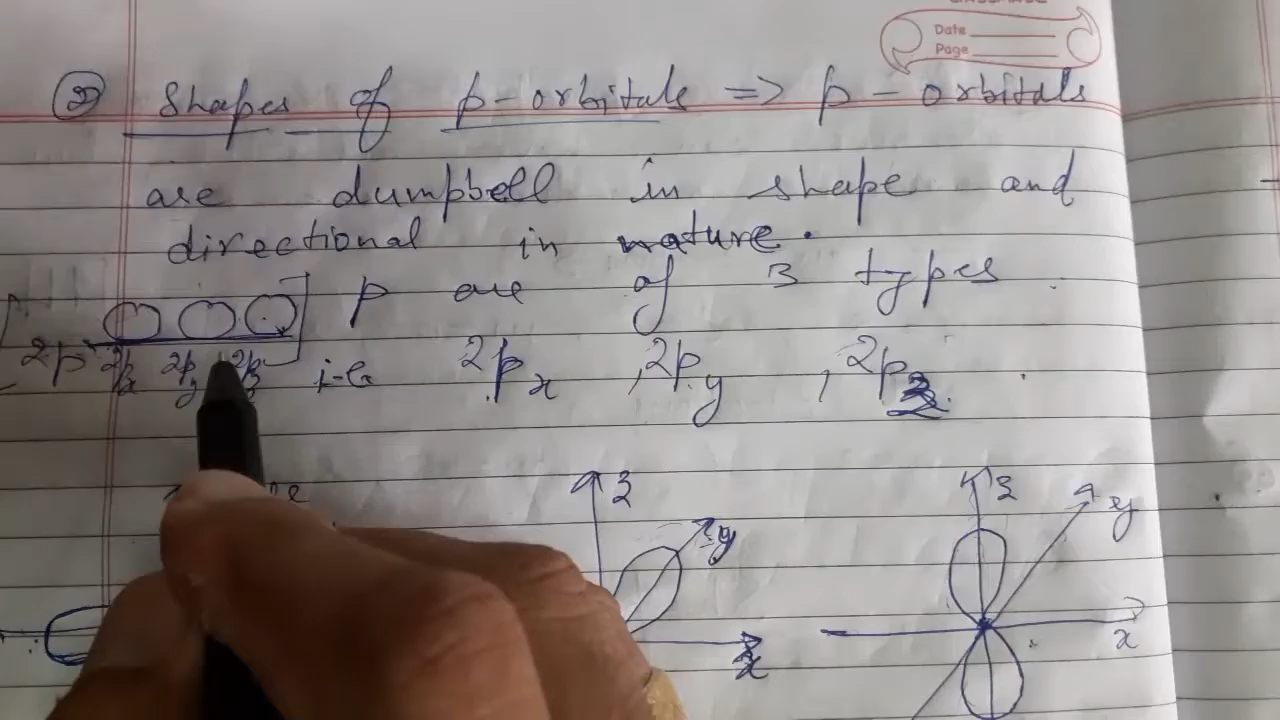 Date
Page
② Shapes of p-orbitals => p - orbitals
are dumpbell in shape and
directional in nature.
p are of 3 types
2p 2px 2py 2pz
i-e 2px , 2py , 2pz
z y x
z y x